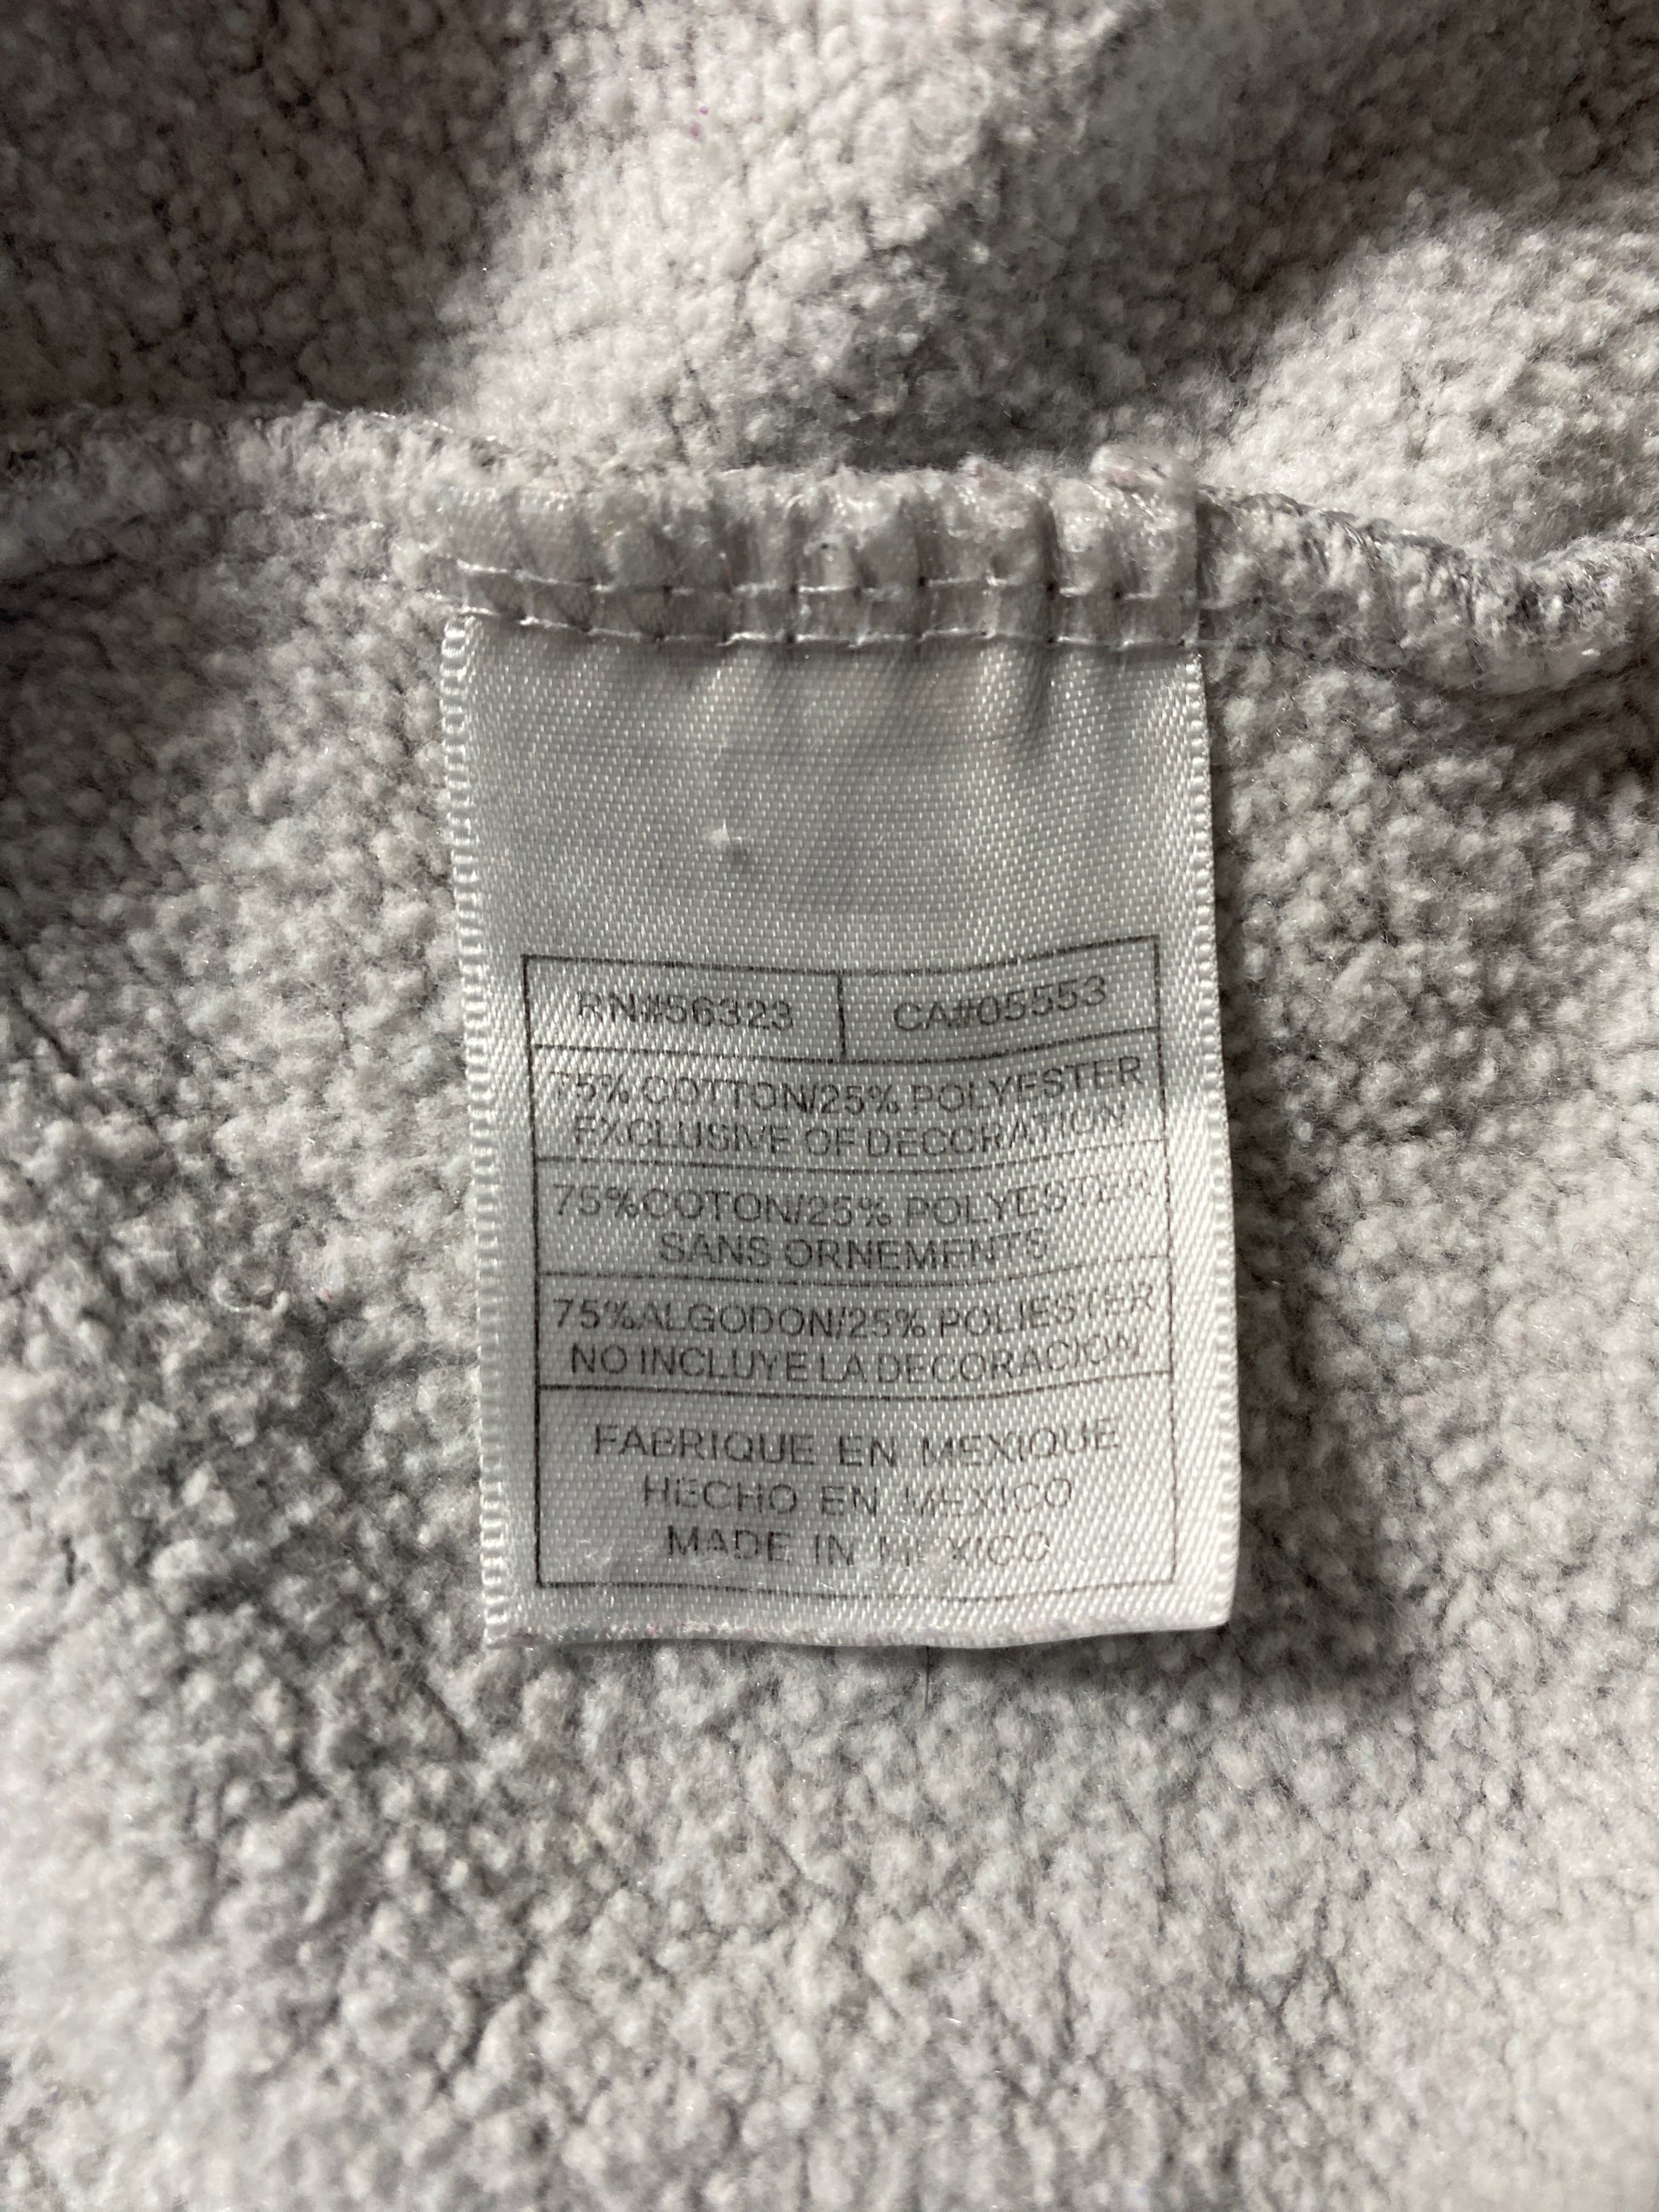 RN#56323 CA#05553
75% COTTON/25% POLYESTER
EXCLUSIVE OF DECORATION
75%COTON/25% POLYESTER
SANS ORNEMENTS
75%ALGODON/25% POLIESTER
NO INCLUYE LA DECORACION
FABRIQUE EN MEXIQUE
HECHO EN MEXICO
MADE IN MEXICO